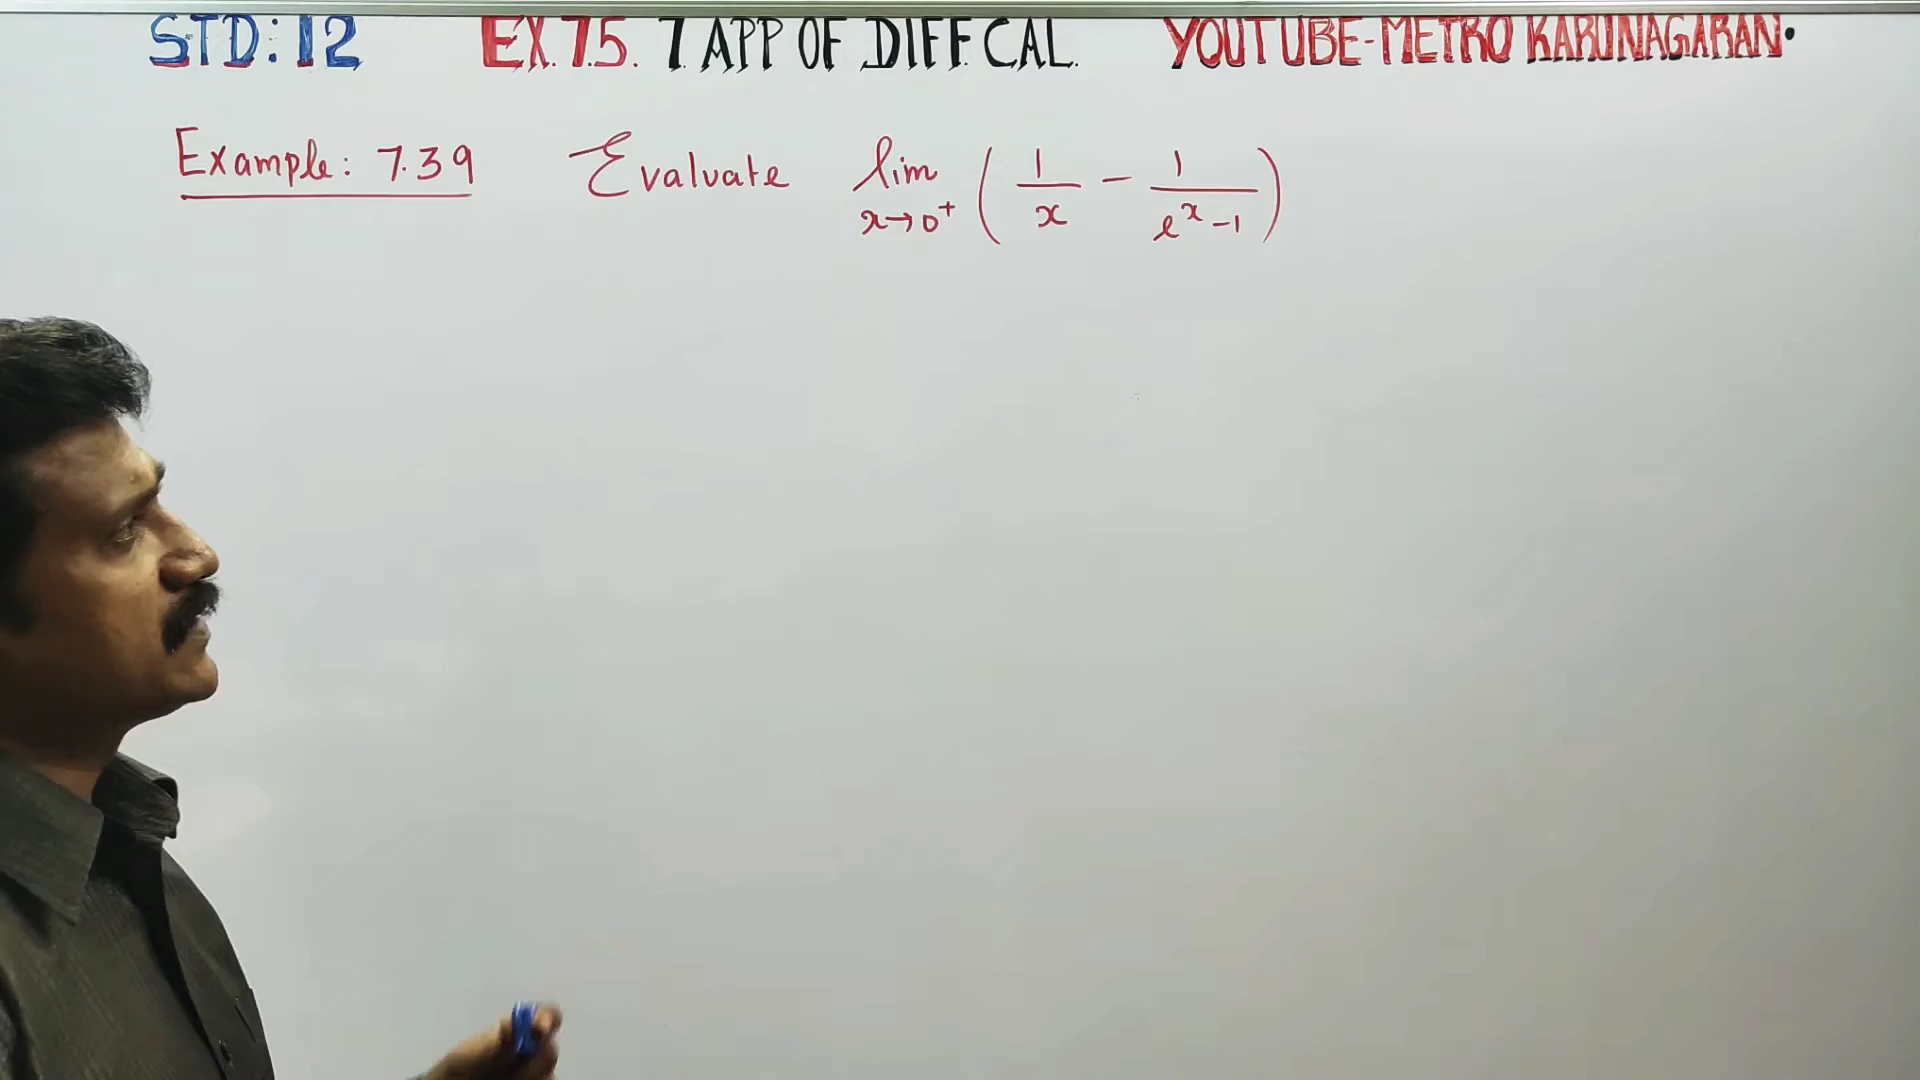 STD: 12 EX. 7.5. 7 APP OF DIFF. CAL. YOUTUBE-METRO KARUNAGARAN.
Example: 7.39 Evaluate lim x→0⁺ ( 1/x − 1/(eˣ−1) )